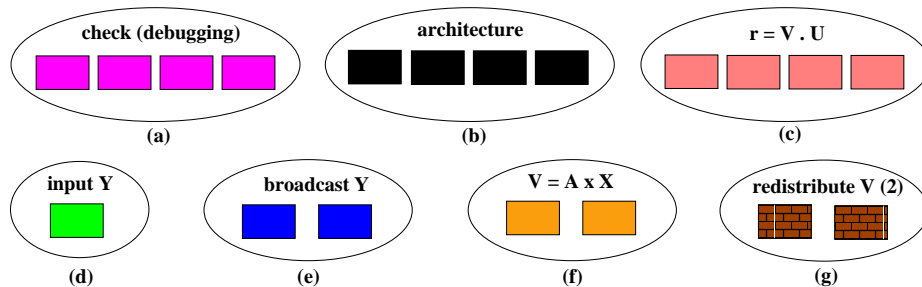 check (debugging)
architecture
r = V . U
(a)
(b)
(c)
input Y
broadcast Y
V = A x X
redistribute V (2)
(d)
(e)
(f)
(g)